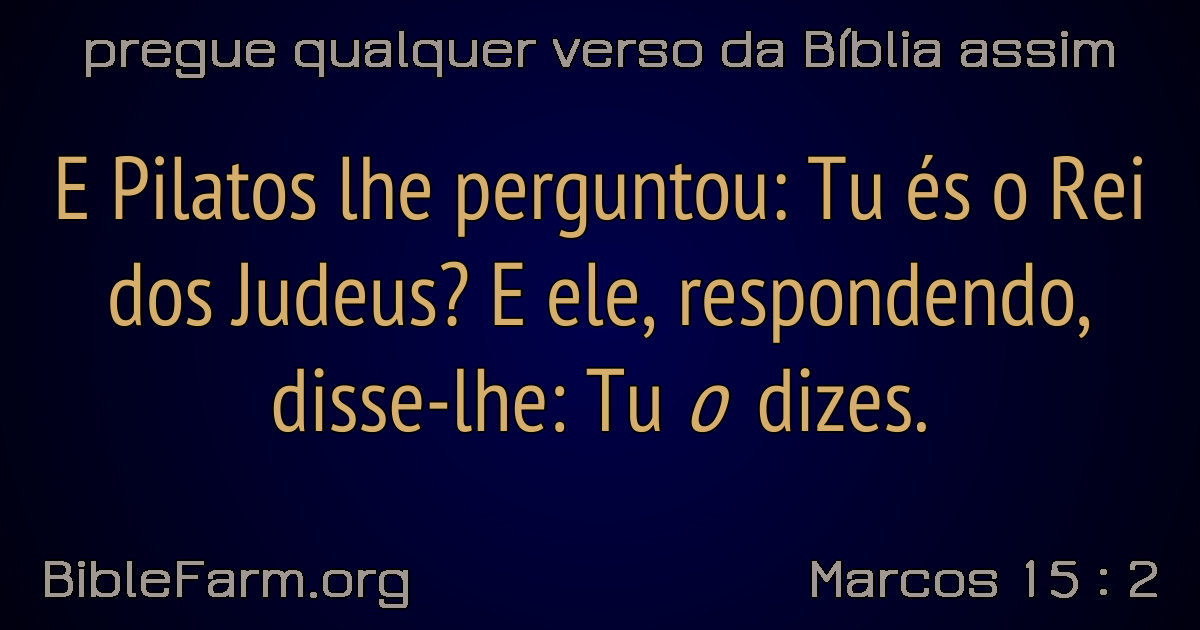 pregue qualquer verso da Bíblia assim
E Pilatos lhe perguntou: Tu és o Rei
dos Judeus? E ele, respondendo,
disse-lhe: Tu o dizes.
BibleFarm.org
Marcos 15 : 2